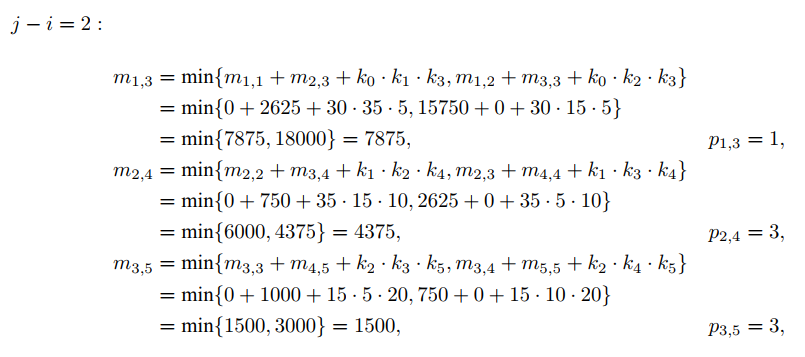 j − i = 2 :
m₁,₃ = min{m₁,₁ + m₂,₃ + k₀ · k₁ · k₃, m₁,₂ + m₃,₃ + k₀ · k₂ · k₃}
= min{0 + 2625 + 30 · 35 · 5, 15750 + 0 + 30 · 15 · 5}
= min{7875, 18000} = 7875, p₁,₃ = 1,
m₂,₄ = min{m₂,₂ + m₃,₄ + k₁ · k₂ · k₄, m₂,₃ + m₄,₄ + k₁ · k₃ · k₄}
= min{0 + 750 + 35 · 15 · 10, 2625 + 0 + 35 · 5 · 10}
= min{6000, 4375} = 4375, p₂,₄ = 3,
m₃,₅ = min{m₃,₃ + m₄,₅ + k₂ · k₃ · k₅, m₃,₄ + m₅,₅ + k₂ · k₄ · k₅}
= min{0 + 1000 + 15 · 5 · 20, 750 + 0 + 15 · 10 · 20}
= min{1500, 3000} = 1500, p₃,₅ = 3,